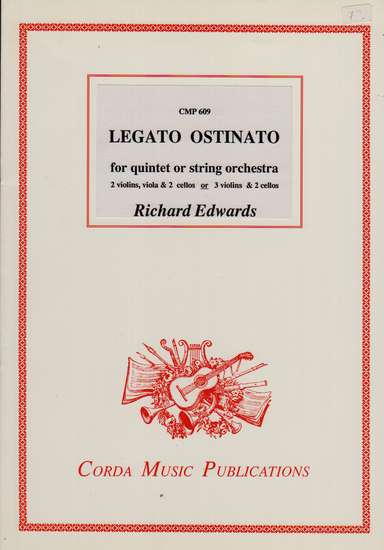 CMP 609
LEGATO OSTINATO
for quintet or string orchestra
2 violins, viola & 2 cellos or 3 violins & 2 cellos
Richard Edwards
CORDA MUSIC PUBLICATIONS